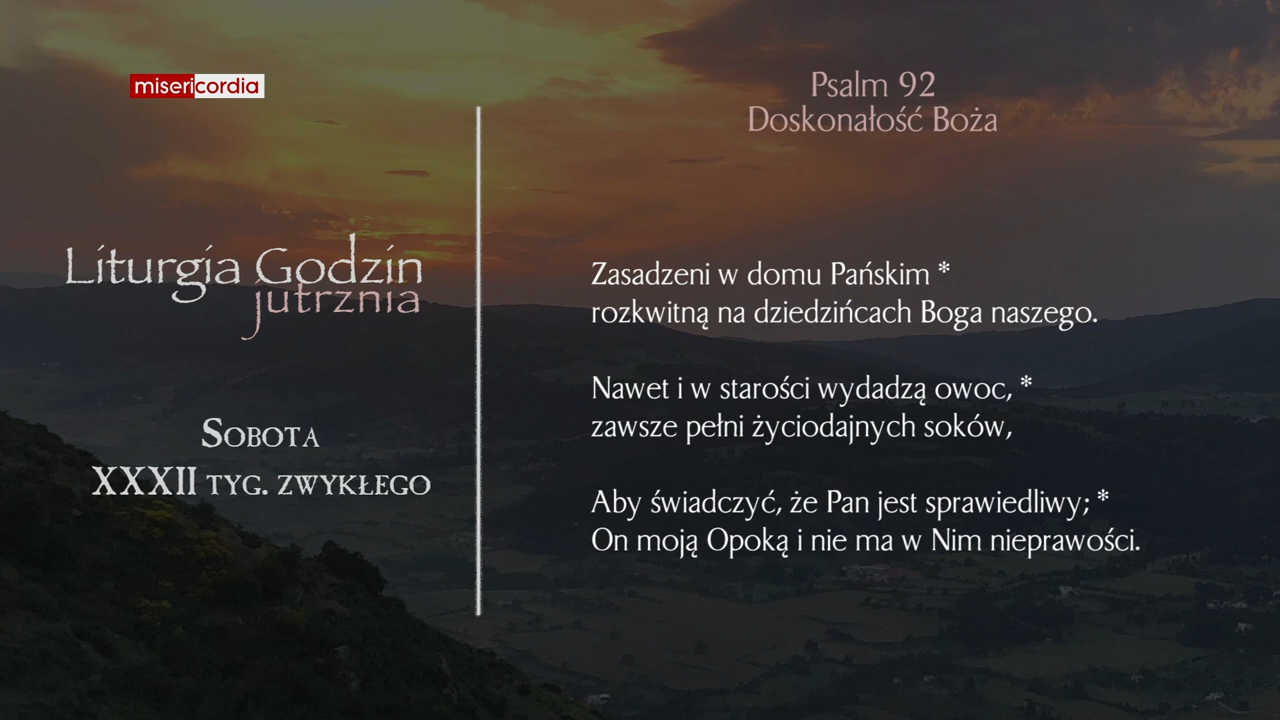 misericordia
Liturgia Godzin
jutrznia
Sobota
XXXII tyg. zwykłego
Psalm 92
Doskonałość Boża
Zasadzeni w domu Pańskim *
rozkwitną na dziedzińcach Boga naszego.
Nawet i w starości wydadzą owoc, *
zawsze pełni życiodajnych soków,
Aby świadczyć, że Pan jest sprawiedliwy; *
On moją Opoką i nie ma w Nim nieprawości.